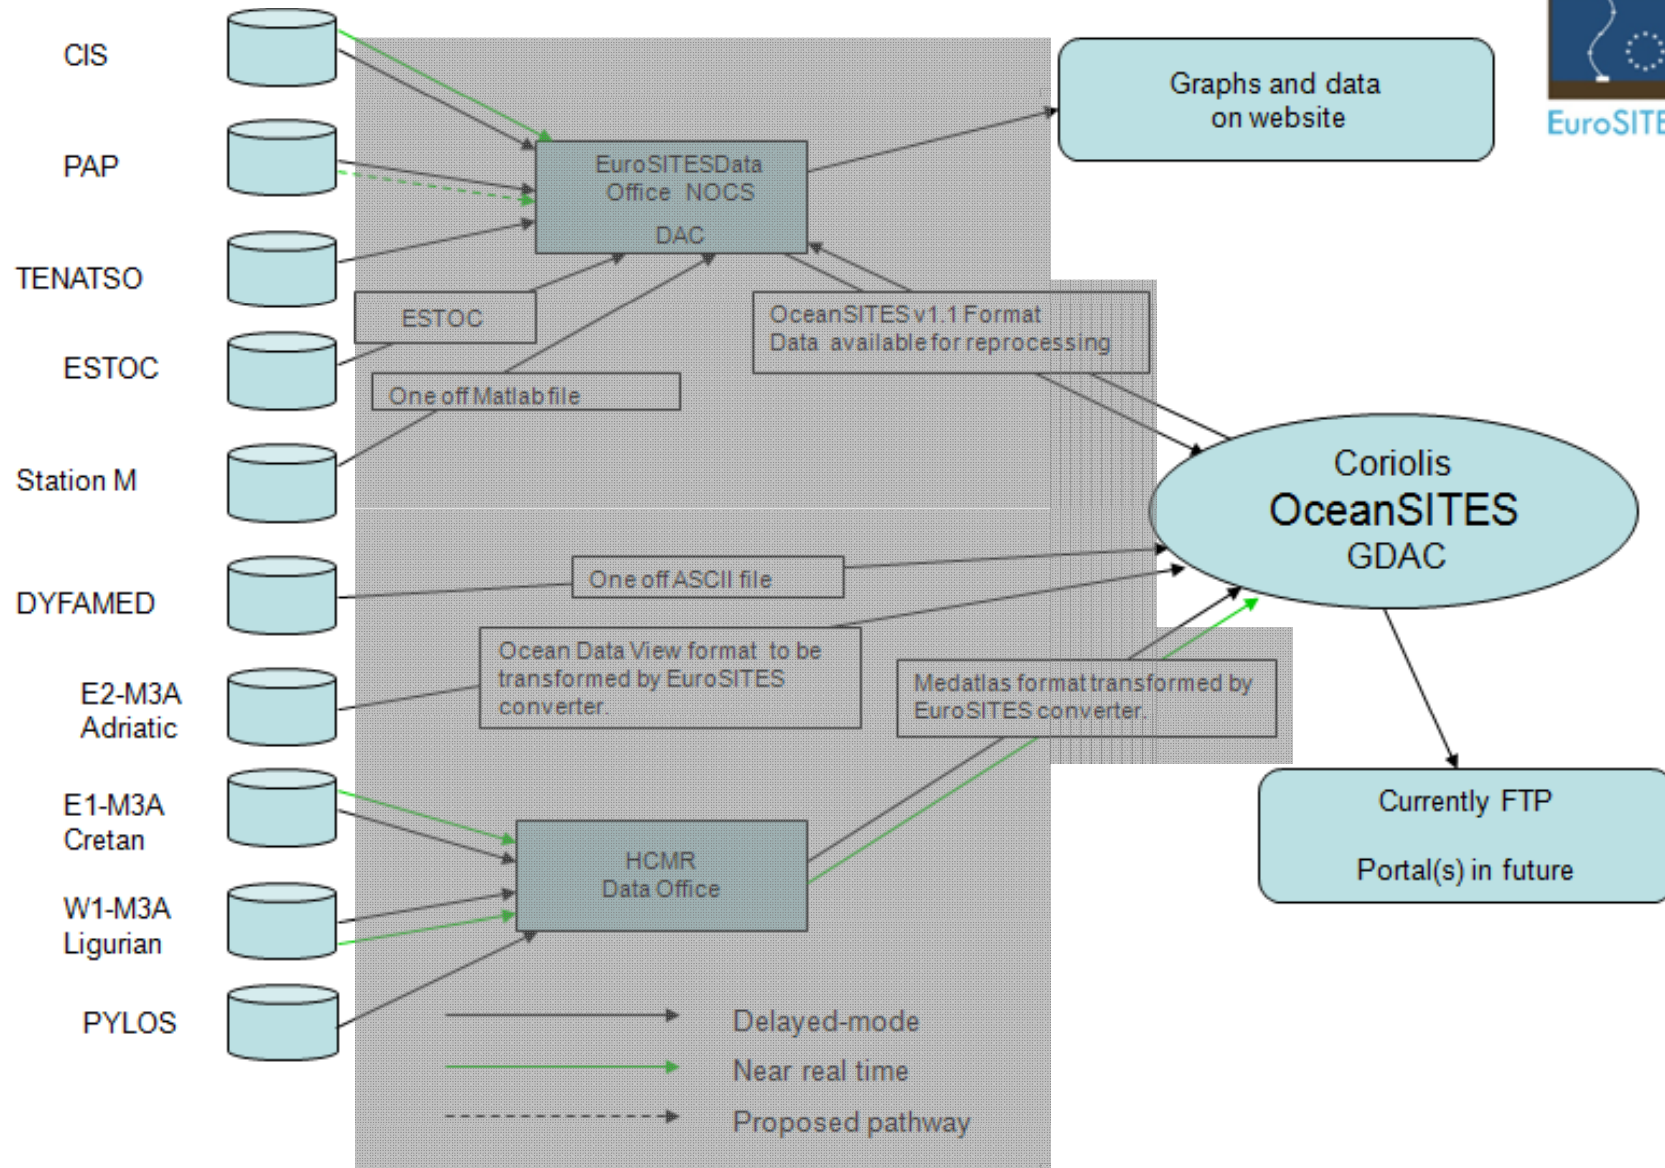 CIS
PAP
TENATSO
ESTOC
Station M
DYFAMED
E2-M3A
Adriatic
E1-M3A
Cretan
W1-M3A
Ligurian
PYLOS
EuroSITESData
Office NOCS
DAC
ESTOC
One off Matlab file
OceanSITES v1.1 Format
Data available for reprocessing
One off ASCII file
Ocean Data View format to be
transformed by EuroSITES
converter.
Medatlas format transformed by
EuroSITES converter.
HCMR
Data Office
Delayed-mode
Near real time
Proposed pathway
Graphs and data
on website
EuroSITE
Coriolis
OceanSITES
GDAC
Currently FTP
Portal(s) in future